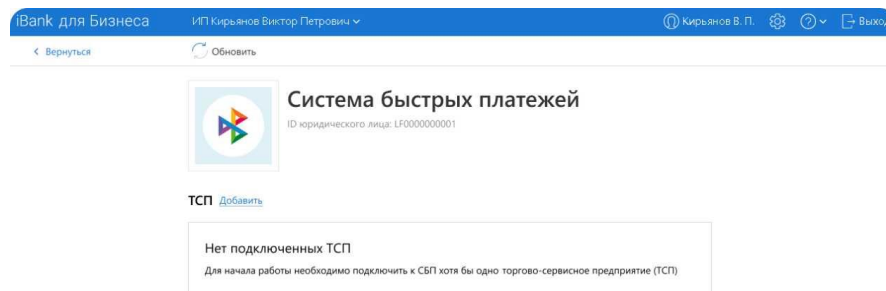 iBank для Бизнеса ИП Кирьянов Виктор Петрович Кирьянов В. П. Выход
Вернуться Обновить
Система быстрых платежей
ID юридического лица: LF0000000001
ТСП Добавить
Нет подключенных ТСП
Для начала работы необходимо подключить к СБП хотя бы одно торгово-сервисное предприятие (ТСП)